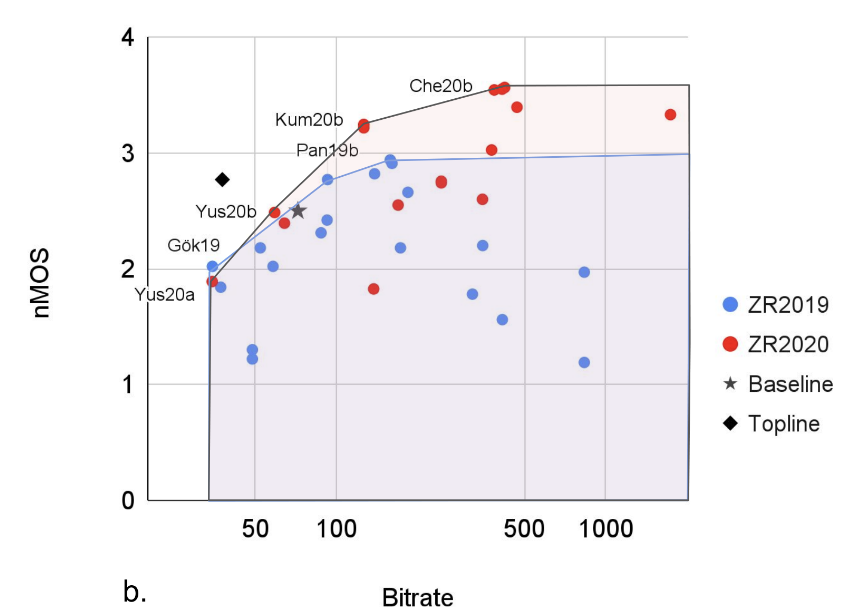 4
Che20b
Kum20b
3
Pan19b
Yus20b
Gök19
2
Yus20a
nMOS
ZR2019
ZR2020
1
Baseline
Topline
0
50 100 500 1000
b. Bitrate